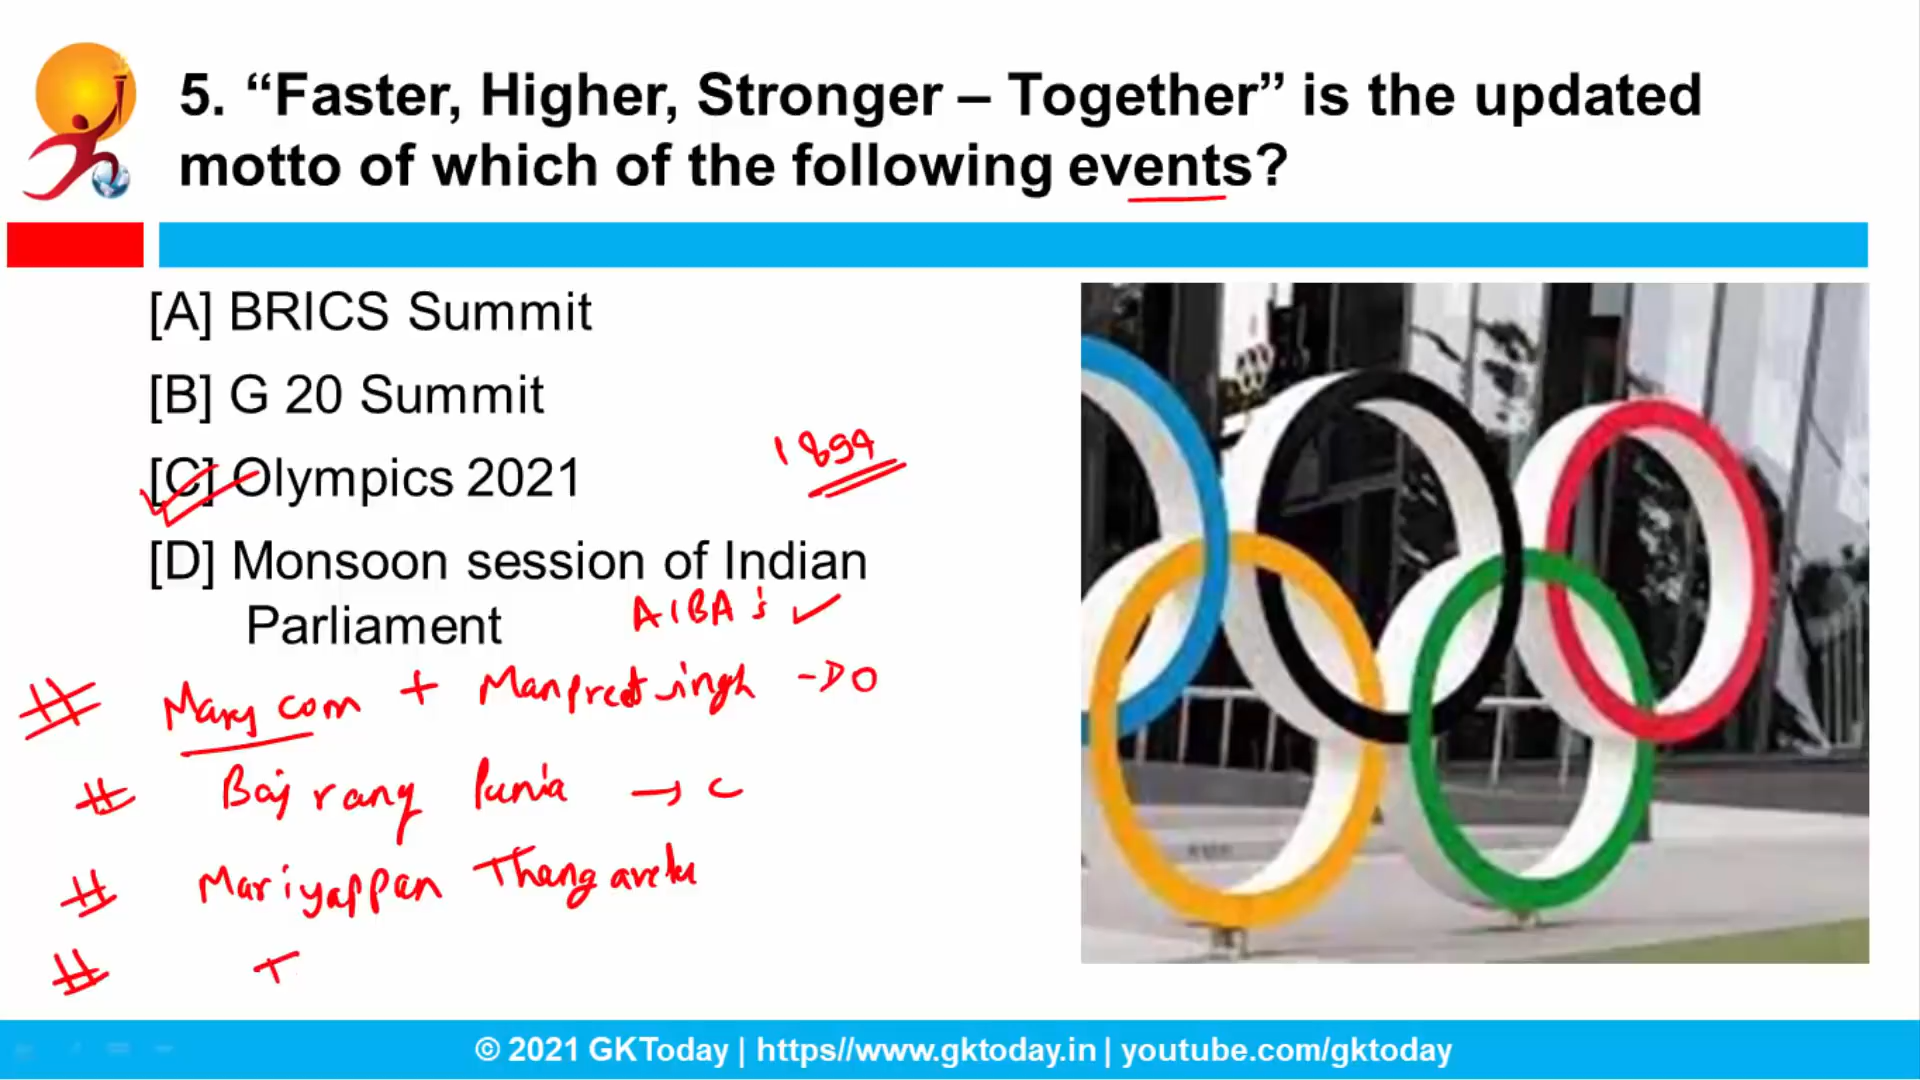 5. “Faster, Higher, Stronger – Together” is the updated
motto of which of the following events?
[A] BRICS Summit
[B] G 20 Summit
1894
[C] Olympics 2021
[D] Monsoon session of Indian
Parliament
AIBA's
# Mary com + Manpreet singh - O
# Bajrang Punia → C
# Mariyappan Thangavelu
# T
© 2021 GKToday | https//www.gktoday.in | youtube.com/gktoday